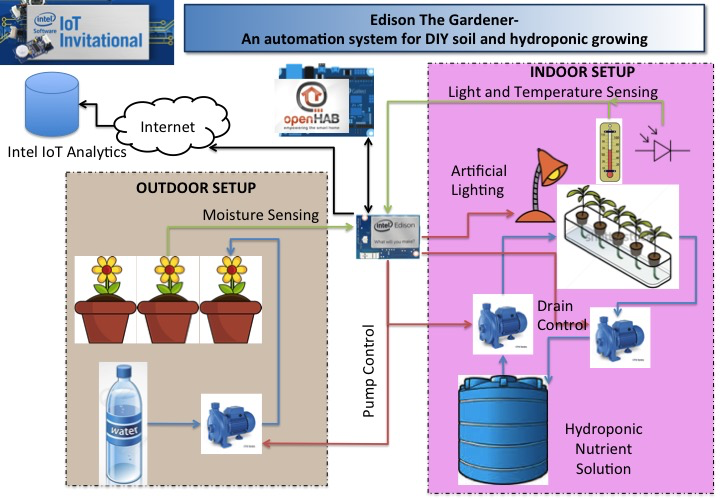 Intel Software
IoT
Invitational
Edison The Gardener-
An automation system for DIY soil and hydroponic growing
INDOOR SETUP
Light and Temperature Sensing
openHAB
empowering the smart home
Internet
Intel IoT Analytics
Artificial
Lighting
OUTDOOR SETUP
Moisture Sensing
intel Edison
What will you make?
Drain
Control
Pump Control
water
Hydroponic
Nutrient
Solution